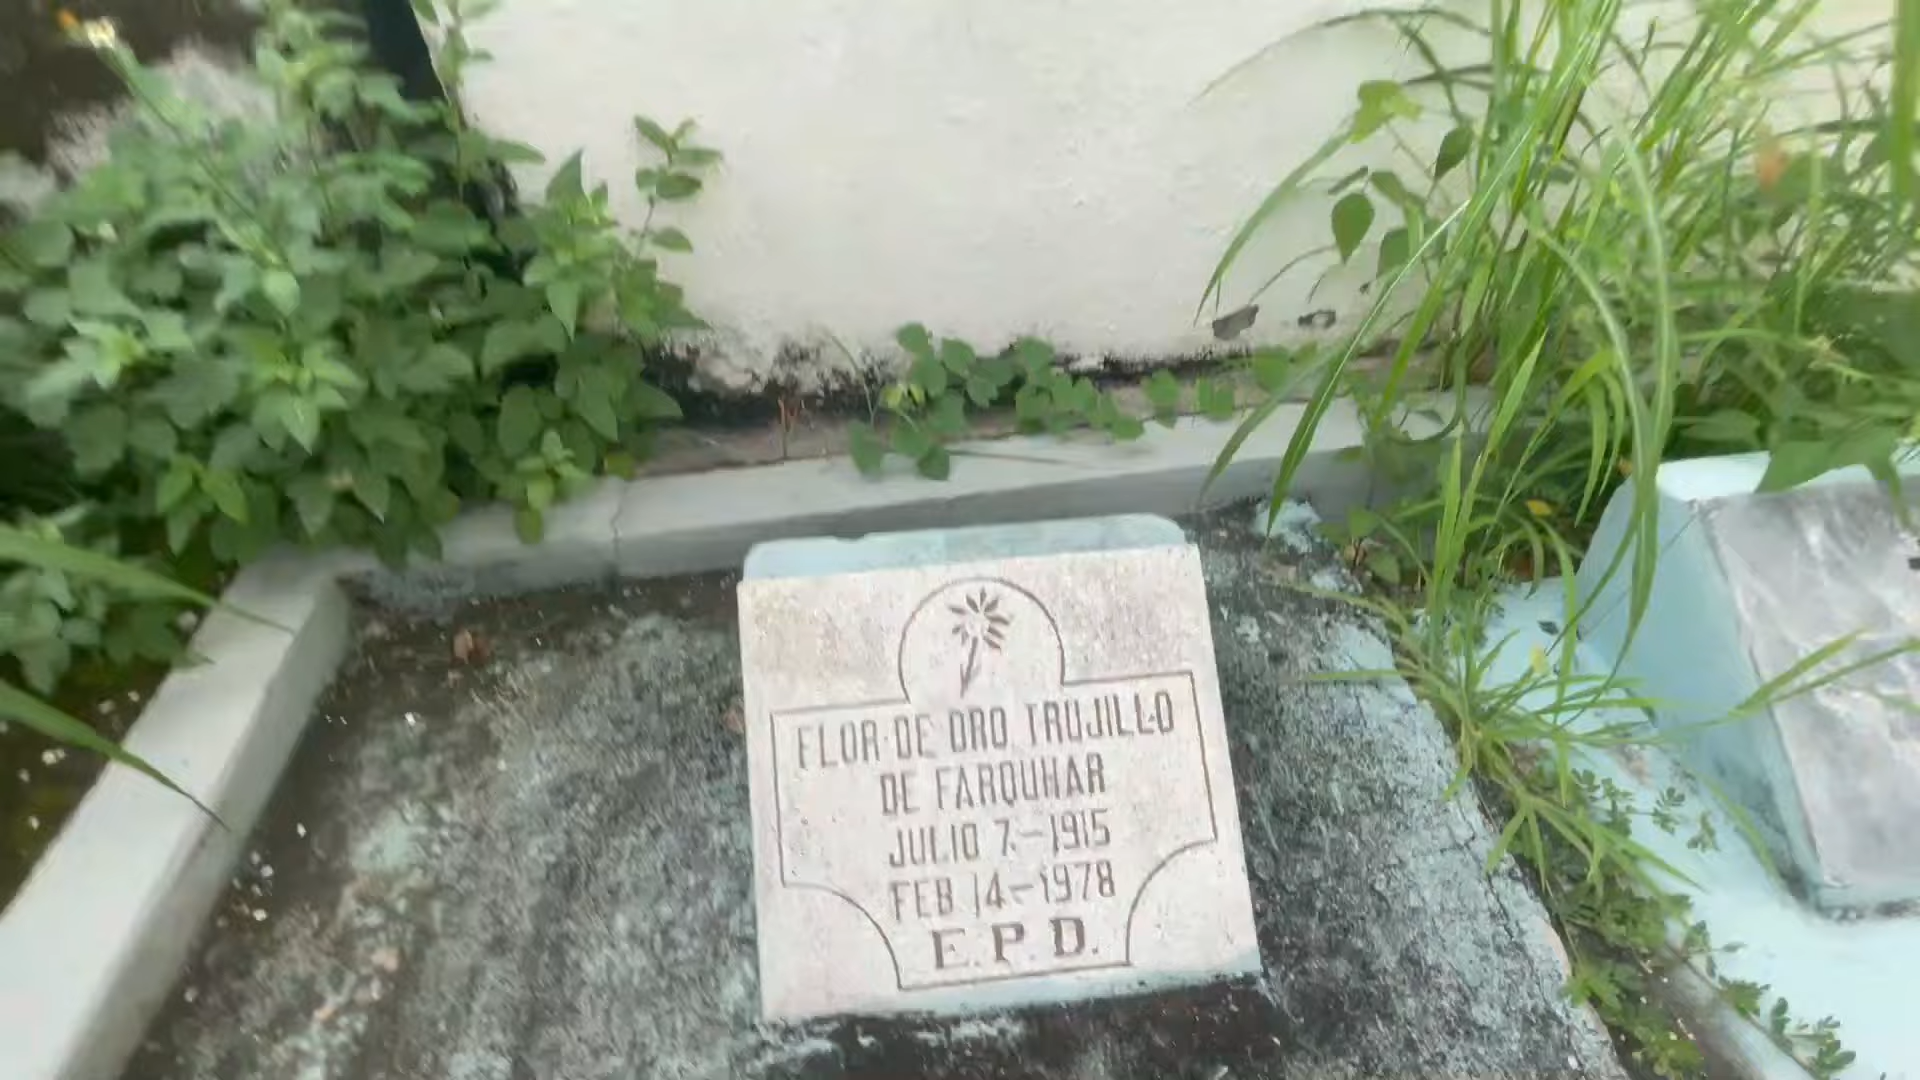 FLOR·DE ORO TRUJILLO
DE FARQUHAR
JULIO 7.-1915
FEB 14-1978
E.P.D.